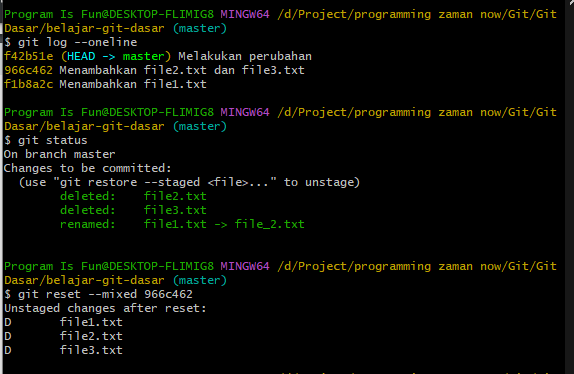 Program Is Fun@DESKTOP-FLIMIG8 MINGW64 /d/Project/programming zaman now/Git/Git
Dasar/belajar-git-dasar (master)
$ git log --oneline
f42b51e (HEAD -> master) Melakukan perubahan
966c462 Menambahkan file2.txt dan file3.txt
f1b8a2c Menambahkan file1.txt
Program Is Fun@DESKTOP-FLIMIG8 MINGW64 /d/Project/programming zaman now/Git/Git
Dasar/belajar-git-dasar (master)
$ git status
On branch master
Changes to be committed:
  (use "git restore --staged <file>..." to unstage)
        deleted:    file2.txt
        deleted:    file3.txt
        renamed:    file1.txt -> file_2.txt
Program Is Fun@DESKTOP-FLIMIG8 MINGW64 /d/Project/programming zaman now/Git/Git
Dasar/belajar-git-dasar (master)
$ git reset --mixed 966c462
Unstaged changes after reset:
D       file1.txt
D       file2.txt
D       file3.txt